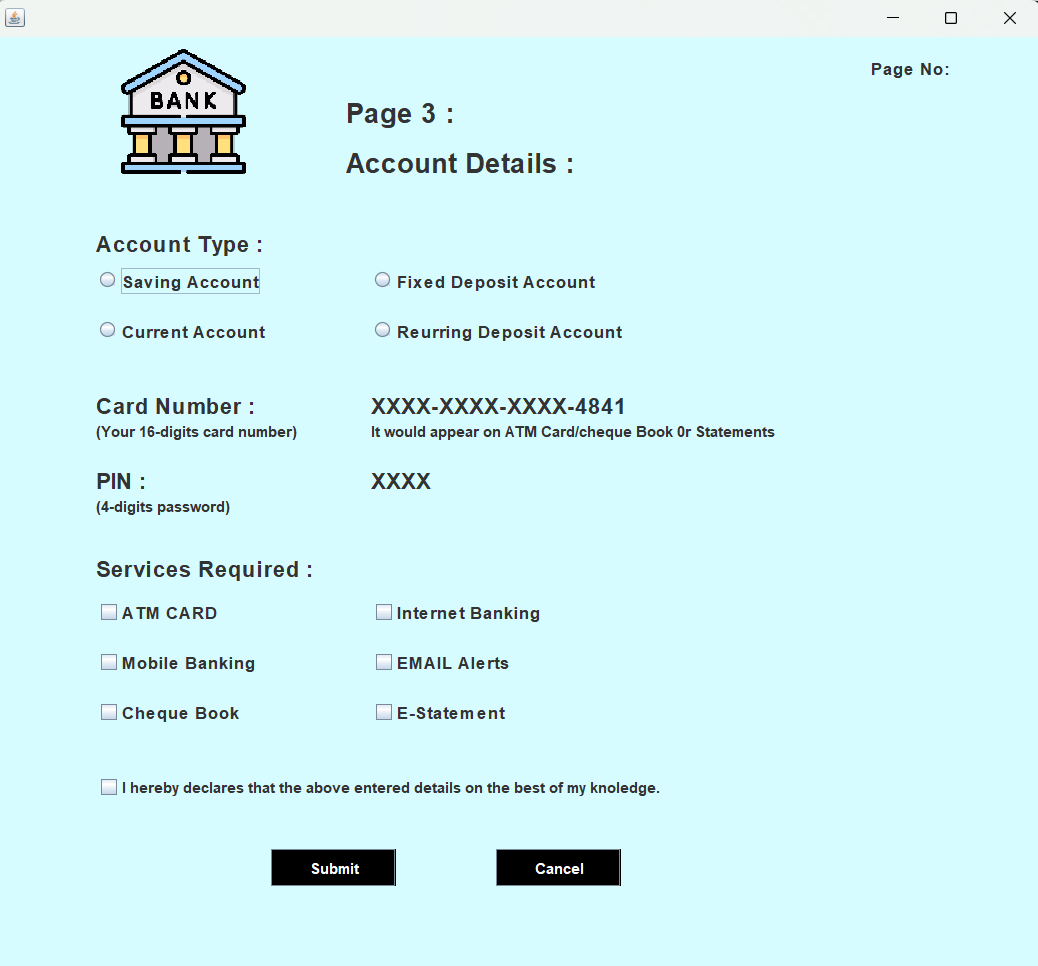 BANK
Page No:
Page 3 :
Account Details :
Account Type :
Saving Account Fixed Deposit Account
Current Account Reurring Deposit Account
Card Number : XXXX-XXXX-XXXX-4841
(Your 16-digits card number) It would appear on ATM Card/cheque Book 0r Statements
PIN : XXXX
(4-digits password)
Services Required :
ATM CARD Internet Banking
Mobile Banking EMAIL Alerts
Cheque Book E-Statement
I hereby declares that the above entered details on the best of my knoledge.
Submit Cancel